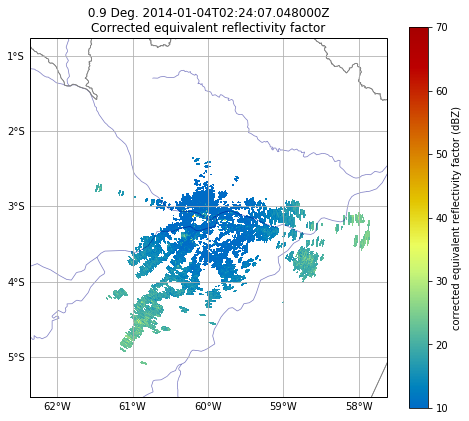 0.9 Deg. 2014-01-04T02:24:07.048000Z
Corrected equivalent reflectivity factor
1°S
2°S
3°S
4°S
5°S
62°W
61°W
60°W
59°W
58°W
70
60
50
40
30
20
10
corrected equivalent reflectivity factor (dBZ)